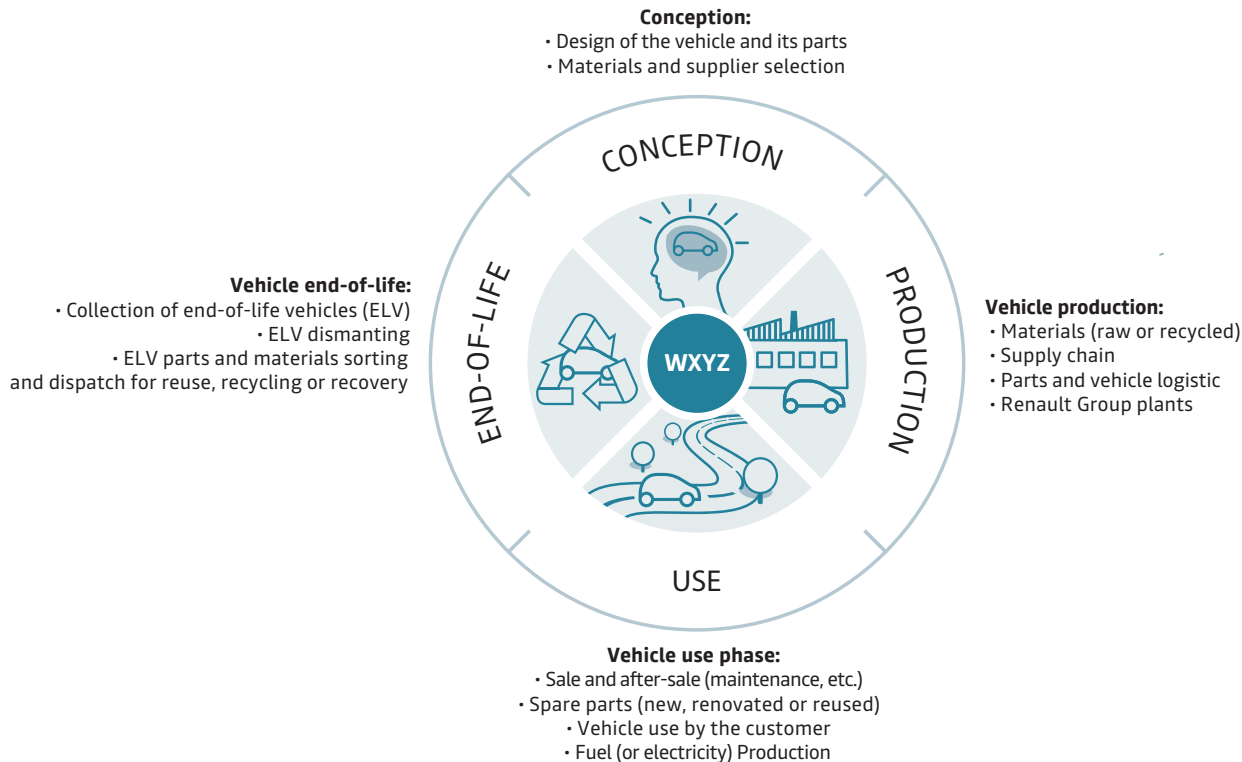 Conception:
• Design of the vehicle and its parts
• Materials and supplier selection
CONCEPTION
PRODUCTION
USE
END-OF-LIFE
WXYZ
Vehicle end-of-life:
• Collection of end-of-life vehicles (ELV)
• ELV dismanting
• ELV parts and materials sorting
and dispatch for reuse, recycling or recovery
Vehicle production:
• Materials (raw or recycled)
• Supply chain
• Parts and vehicle logistic
• Renault Group plants
Vehicle use phase:
• Sale and after-sale (maintenance, etc.)
• Spare parts (new, renovated or reused)
• Vehicle use by the customer
• Fuel (or electricity) Production